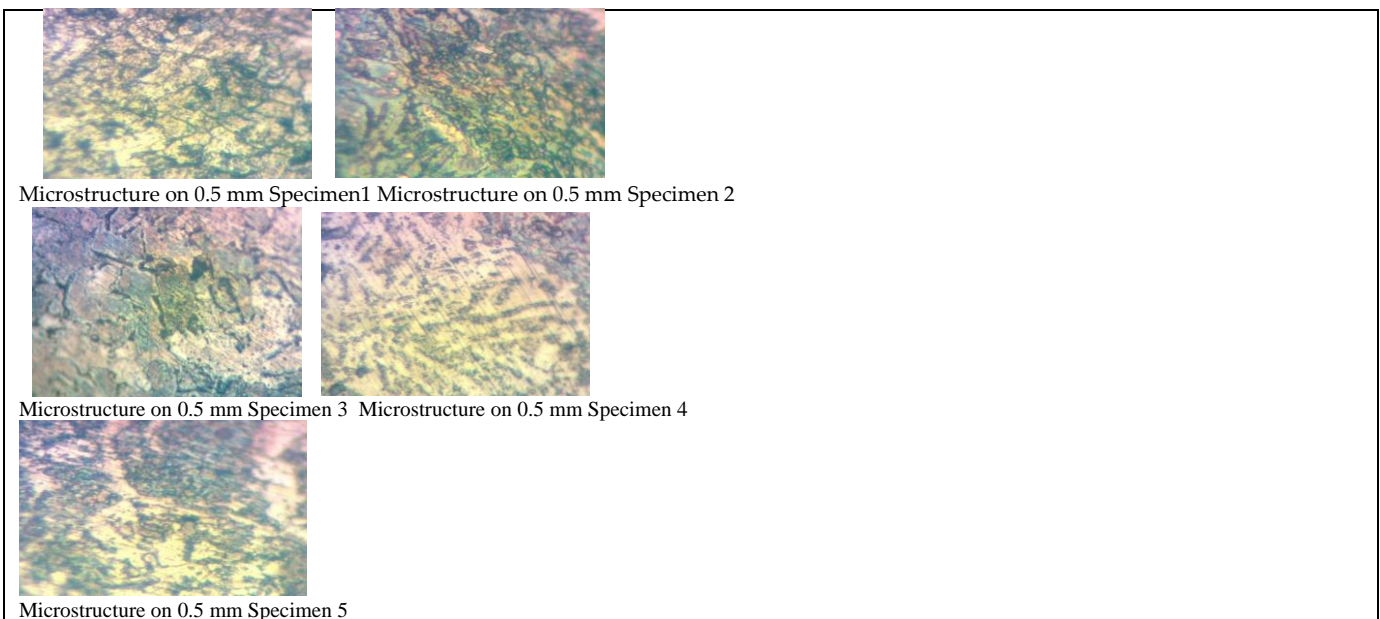 Microstructure on 0.5 mm Specimen1 Microstructure on 0.5 mm Specimen 2
Microstructure on 0.5 mm Specimen 3 Microstructure on 0.5 mm Specimen 4
Microstructure on 0.5 mm Specimen 5